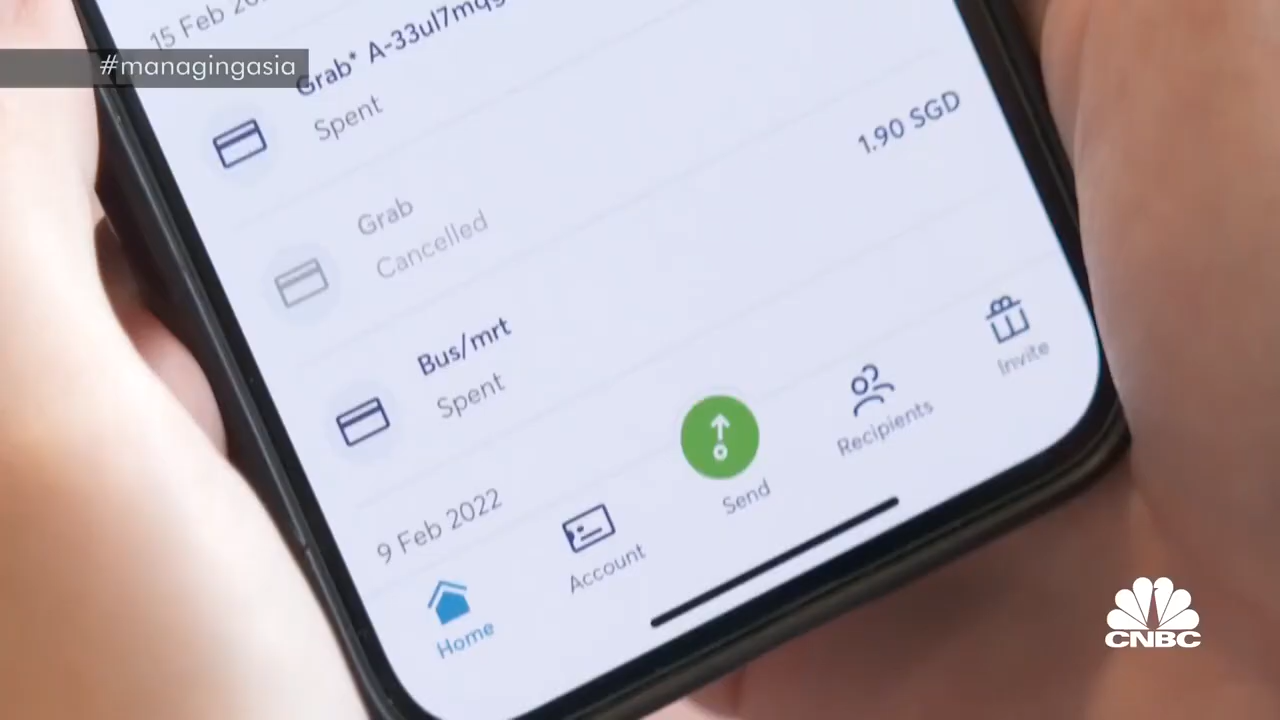 15 Feb
#managingasia
Grab* A-33ul7mqg
Spent
Grab
Cancelled
1.90 SGD
Bus/mrt
Spent
9 Feb 2022
Home
Account
Send
Recipients
Invite
CNBC